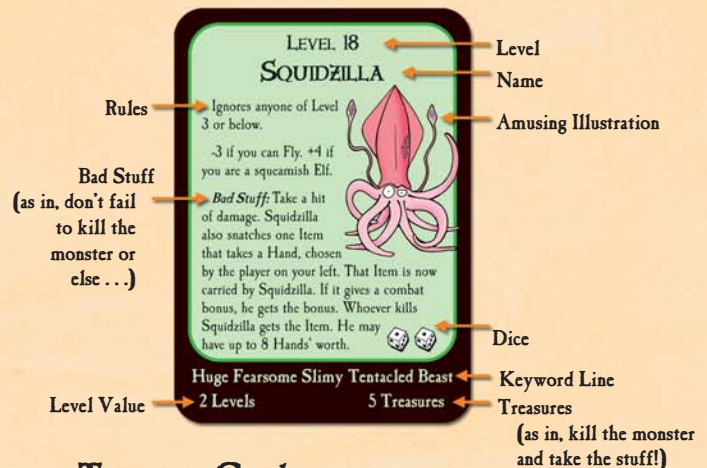 LEVEL 18
SQUIDZILLA
Ignores anyone of Level
3 or below.
-3 if you can Fly. +4 if
you are a squeamish Elf.
Bad Stuff: Take a hit
of damage. Squidzilla
also snatches one Item
that takes a Hand, chosen
by the player on your left. That Item is now
carried by Squidzilla. If it gives a combat
bonus, he gets the bonus. Whoever kills
Squidzilla gets the Item. He may
have up to 8 Hands' worth.
Huge Fearsome Slimy Tentacled Beast
2 Levels 5 Treasures
Rules
Bad Stuff
(as in, don't fail
to kill the
monster or
else . . .)
Level Value
Level
Name
Amusing Illustration
Dice
Keyword Line
Treasures
(as in, kill the monster
and take the stuff!)